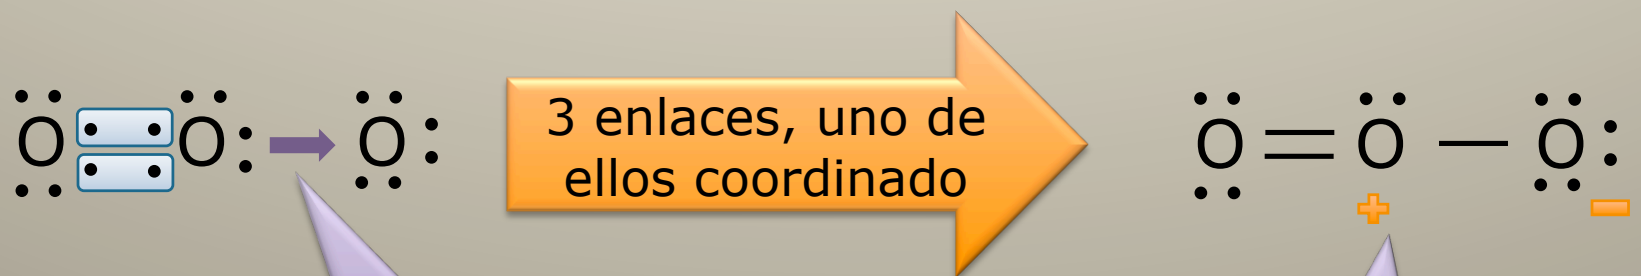 O O: O:
3 enlaces, uno de
ellos coordinado
O = O — O:
+ -